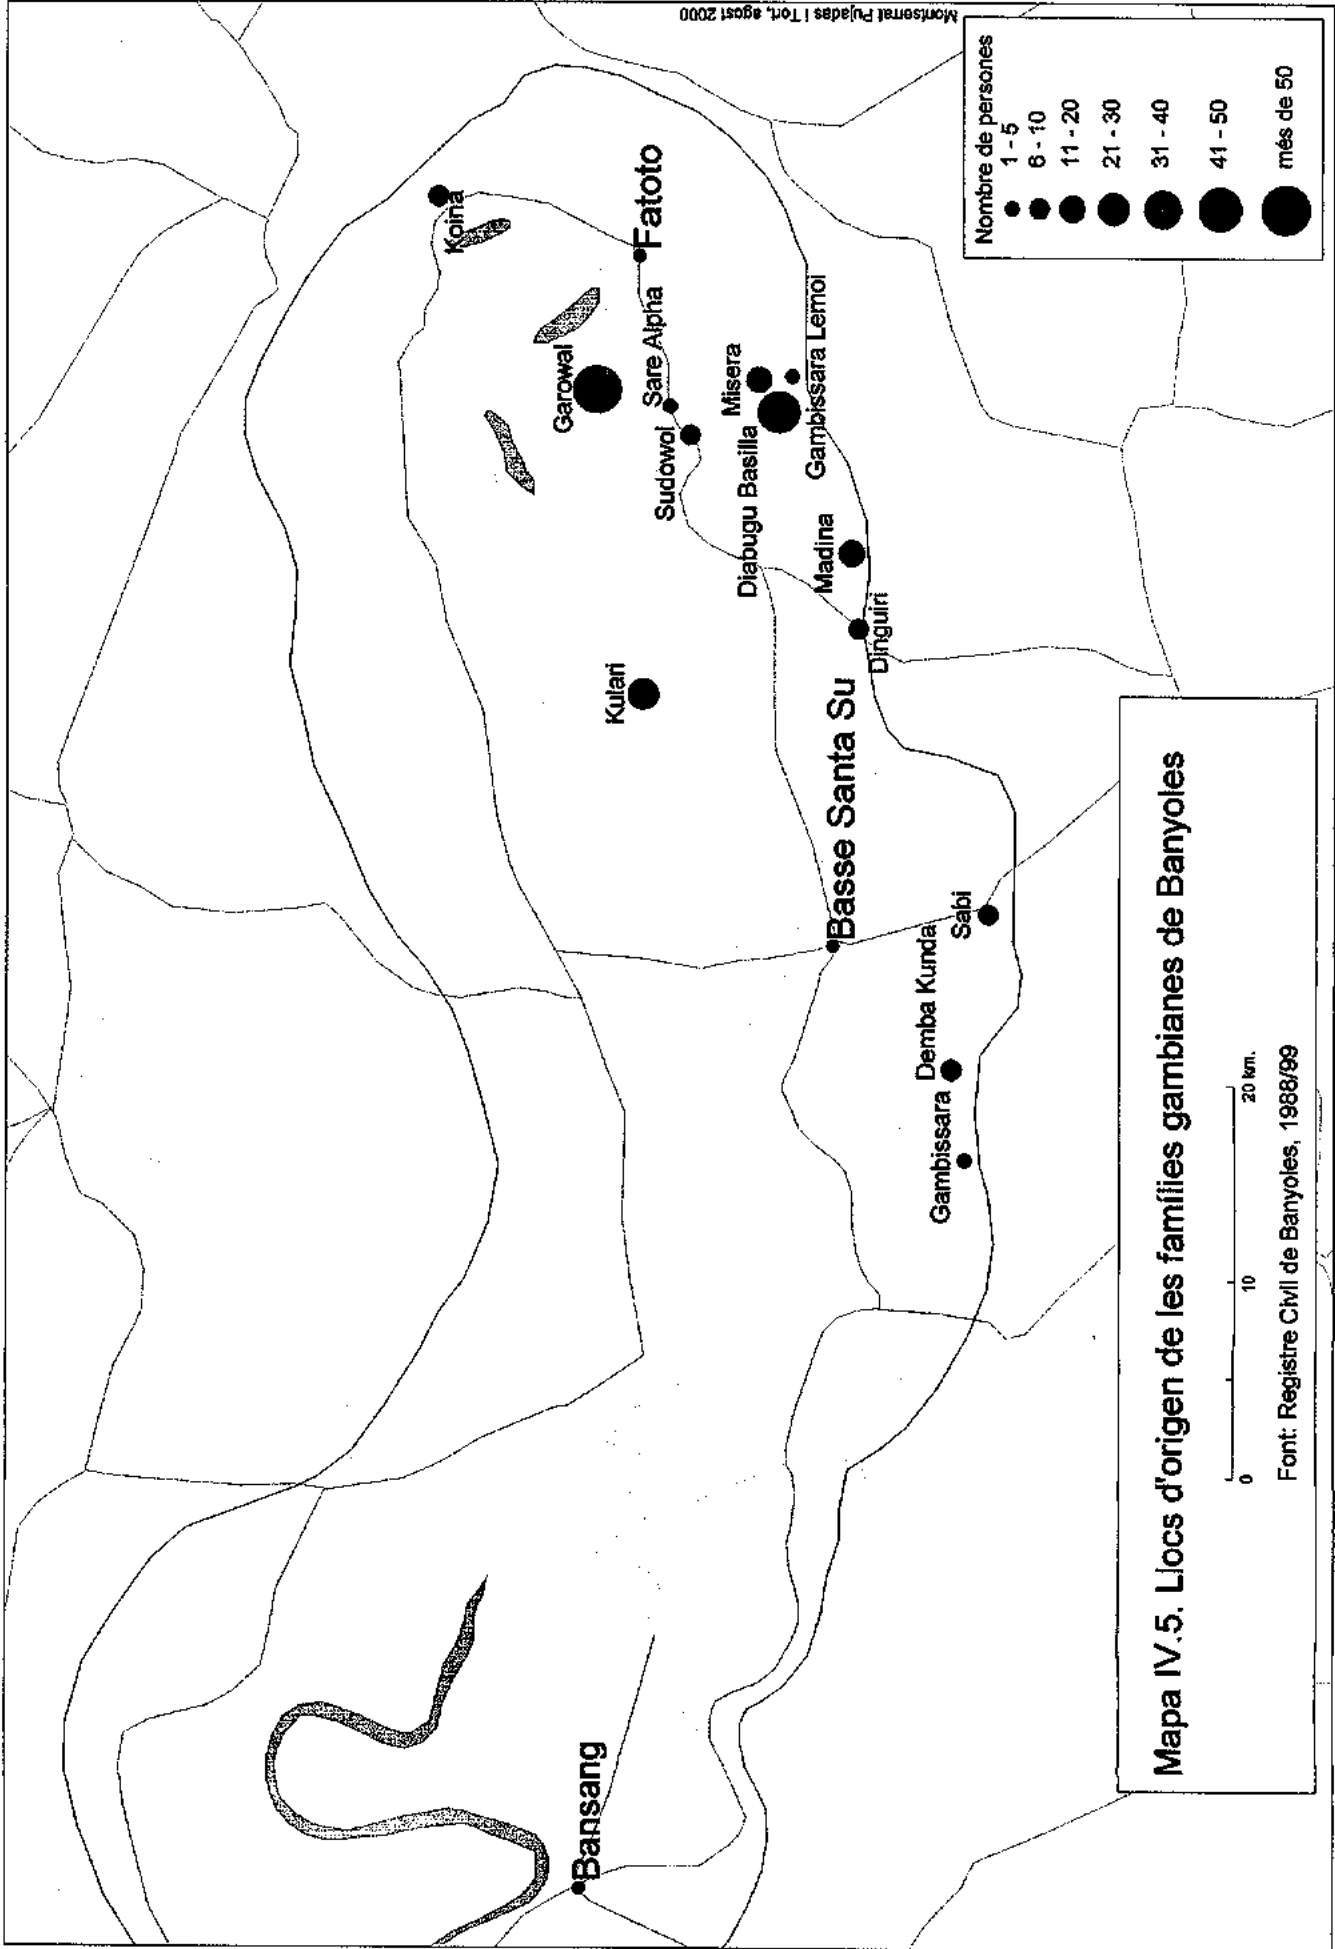 Montserrat Pujadas i Tort, agost 2000
Koina
Fatoto
Garowal
Sare Alpha
Sudowol
Misera
Diabugu Basilla
Gambissara Lemoi
Madina
Dinguiri
Kulari
Basse Santa Su
Sabi
Demba Kunda
Gambissara
Bansang
Nombre de persones
1 - 5
6 - 10
11 - 20
21 - 30
31 - 40
41 - 50
més de 50
Mapa IV.5. Llocs d'origen de les famílies gambianes de Banyoles
0 10 20 km.
Font: Registre Civil de Banyoles, 1988/99